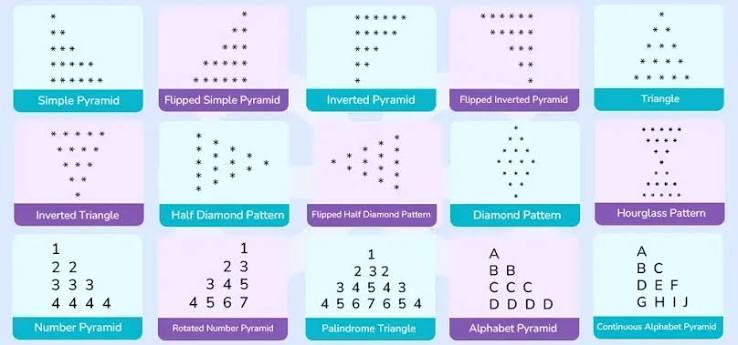 Simple Pyramid
Flipped Simple Pyramid
Inverted Pyramid
Flipped Inverted Pyramid
Triangle
Inverted Triangle
Half Diamond Pattern
Flipped Half Diamond Pattern
Diamond Pattern
Hourglass Pattern
1
2 2
3 3 3
4 4 4 4
Number Pyramid
1
2 3
3 4 5
4 5 6 7
Rotated Number Pyramid
1
2 3 2
3 4 5 4 3
4 5 6 7 6 5 4
Palindrome Triangle
A
B B
C C C
D D D D
Alphabet Pyramid
A
B C
D E F
G H I J
Continuous Alphabet Pyramid